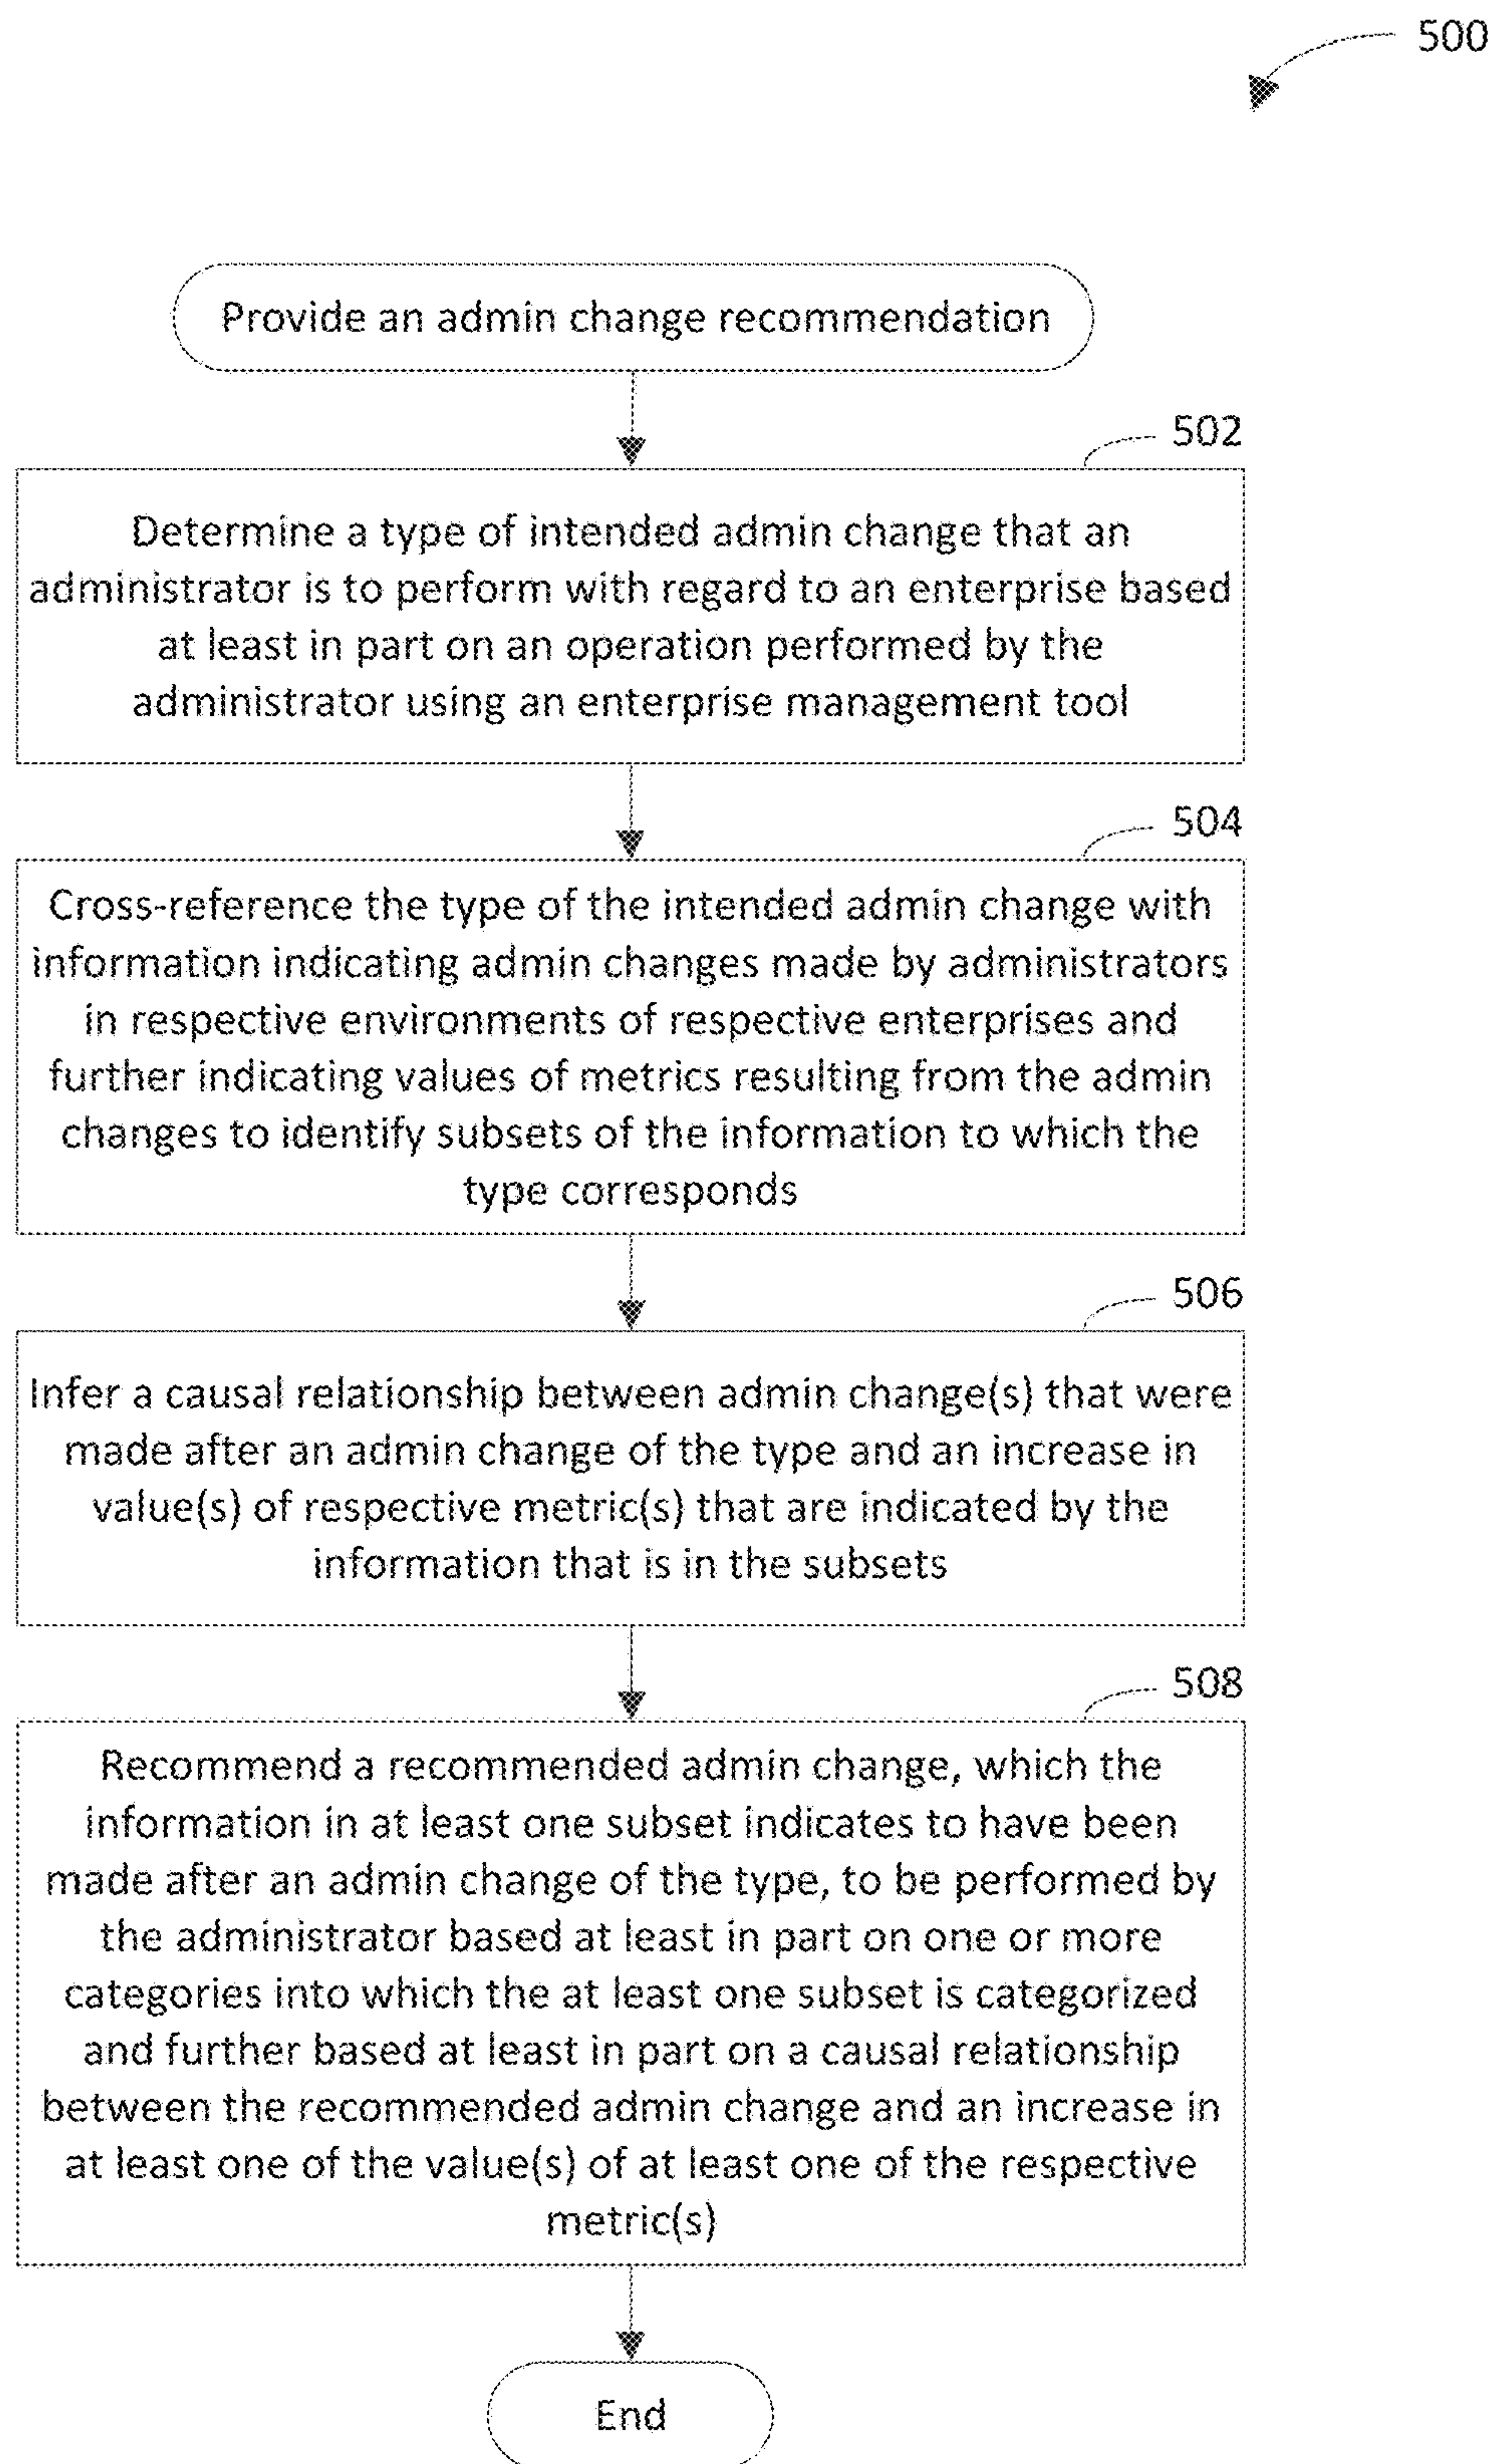 500
Provide an admin change recommendation
502
Determine a type of intended admin change that an
administrator is to perform with regard to an enterprise based
at least in part on an operation performed by the
administrator using an enterprise management tool
504
Cross-reference the type of the intended admin change with
information indicating admin changes made by administrators
in respective environments of respective enterprises and
further indicating values of metrics resulting from the admin
changes to identify subsets of the information to which the
type corresponds
506
Infer a causal relationship between admin change(s) that were
made after an admin change of the type and an increase in
value(s) of respective metric(s) that are indicated by the
information that is in the subsets
508
Recommend a recommended admin change, which the
information in at least one subset indicates to have been
made after an admin change of the type, to be performed by
the administrator based at least in part on one or more
categories into which the at least one subset is categorized
and further based at least in part on a causal relationship
between the recommended admin change and an increase in
at least one of the value(s) of at least one of the respective
metric(s)
End